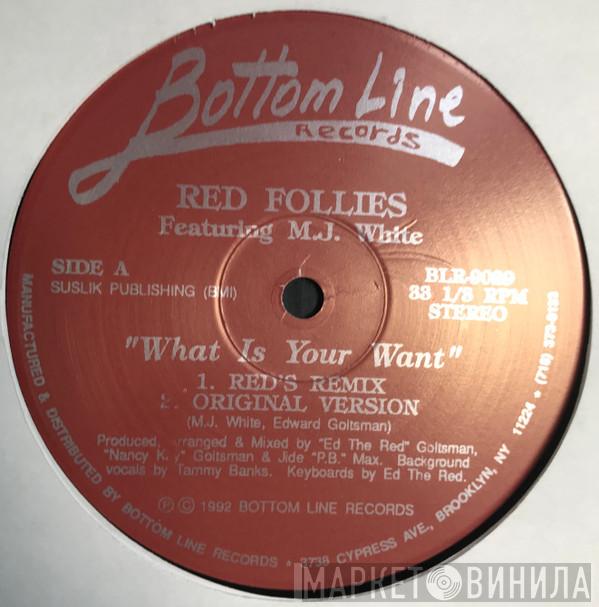 Bottom Line
Records
RED FOLLIES
Featuring M.J. White
SIDE A
SUSLIK PUBLISHING (BMI)
BLR-9029
33 1/3 RPM
STEREO
"What Is Your Want"
1. RED'S REMIX
2. ORIGINAL VERSION
(M.J. White, Edward Goltsman)
Produced, Arranged & Mixed by "Ed The Red" Goltsman,
"Nancy Kay" Goltsman & Jide "P.B." Max. Background
vocals by Tammy Banks. Keyboards by Ed The Red.
℗ © 1992 BOTTOM LINE RECORDS
MANUFACTURED & DISTRIBUTED BY BOTTOM LINE RECORDS • 3738 CYPRESS AVE, BROOKLYN, NY 11224 • (718) 373-9133
МАРКЕТ ВИНИЛА